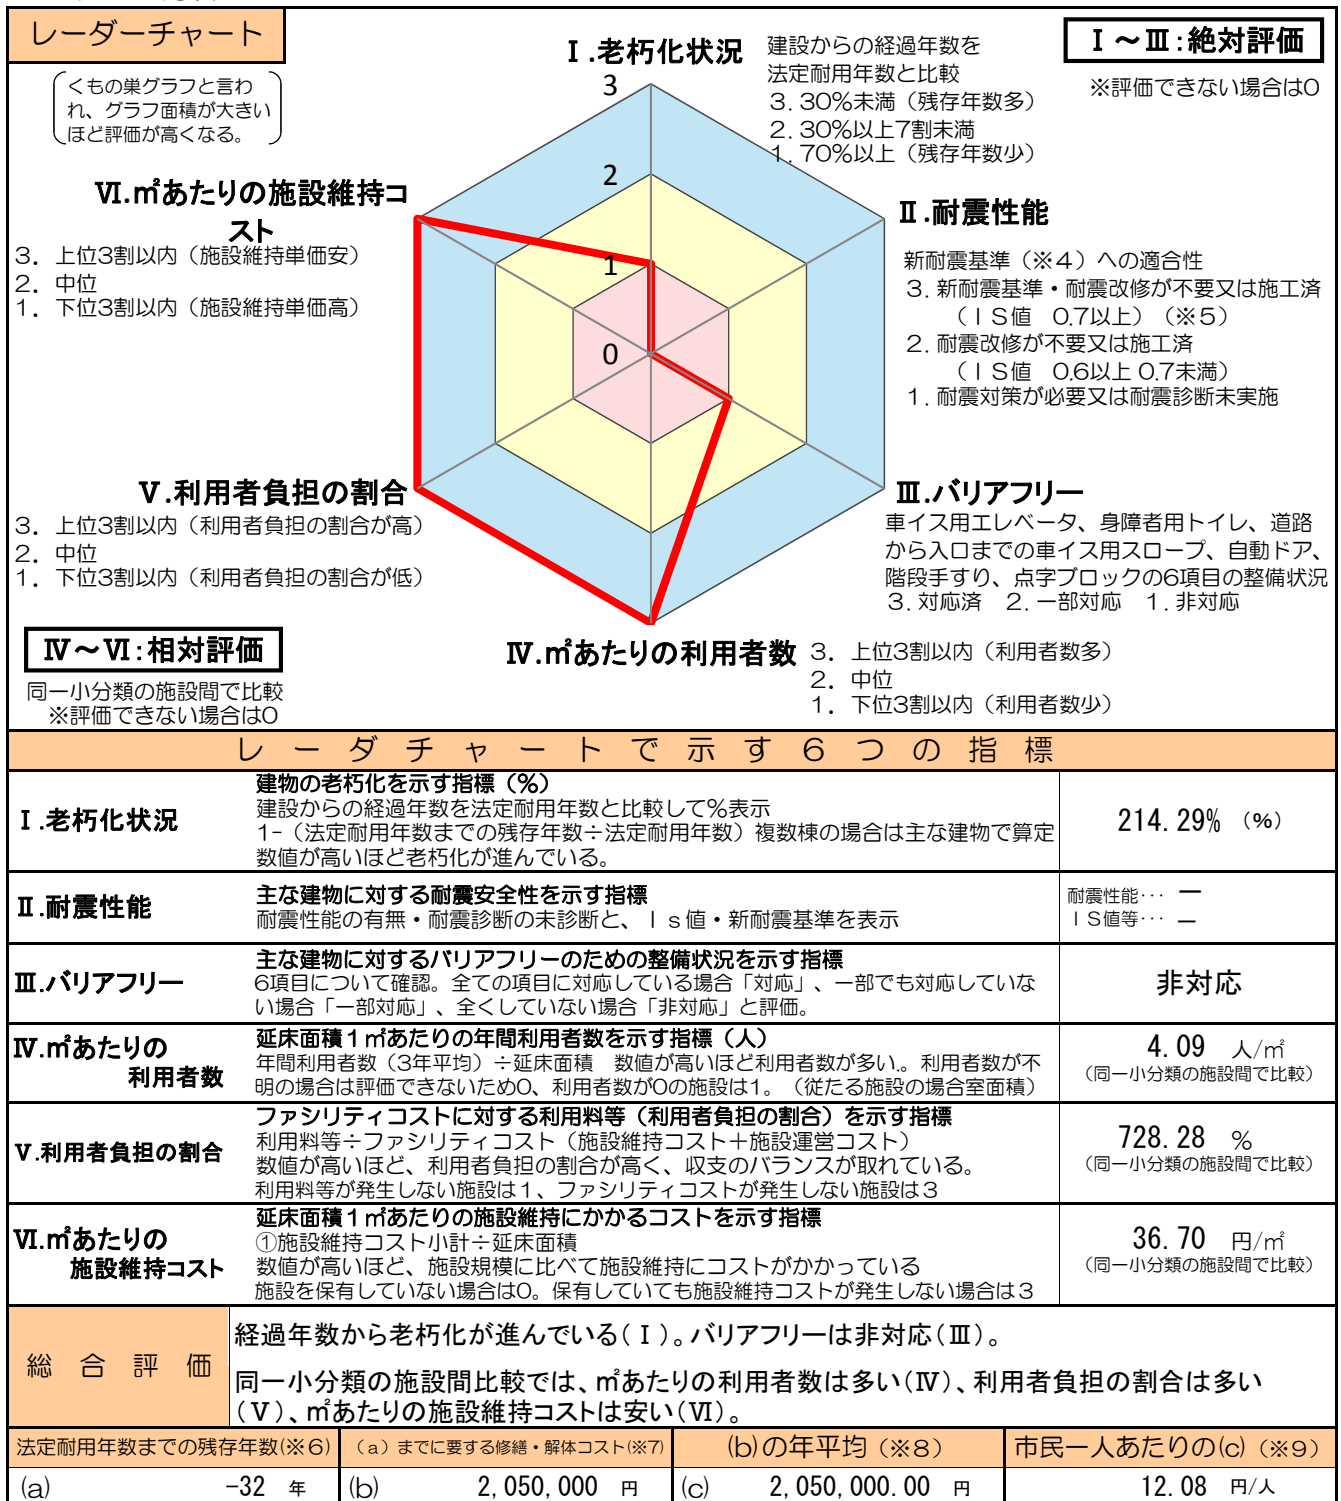 レーダーチャート
くもの巣グラフと言わ
れ、グラフ面積が大きい
ほど評価が高くなる。
Ⅰ.老朽化状況
建設からの経過年数を
法定耐用年数と比較
3. 30%未満（残存年数多）
2. 30%以上7割未満
1. 70%以上（残存年数少）
Ⅰ～Ⅲ:絶対評価
※評価できない場合は0
3
2
1
0
Ⅵ.㎡あたりの施設維持コ
スト
3. 上位3割以内（施設維持単価安）
2. 中位
1. 下位3割以内（施設維持単価高）
Ⅱ.耐震性能
新耐震基準（※4）への適合性
3. 新耐震基準・耐震改修が不要又は施工済
（ＩＳ値 0.7以上）（※5）
2. 耐震改修が不要又は施工済
（ＩＳ値 0.6以上 0.7未満）
1. 耐震対策が必要又は耐震診断未実施
Ⅴ.利用者負担の割合
3. 上位3割以内（利用者負担の割合が高）
2. 中位
1. 下位3割以内（利用者負担の割合が低）
Ⅲ.バリアフリー
車イス用エレベータ、身障者用トイレ、道路
から入口までの車イス用スロープ、自動ドア、
階段手すり、点字ブロックの6項目の整備状況
3. 対応済 2. 一部対応 1. 非対応
Ⅳ～Ⅵ:相対評価
同一小分類の施設間で比較
※評価できない場合は0
Ⅳ.㎡あたりの利用者数
3. 上位3割以内（利用者数多）
2. 中位
1. 下位3割以内（利用者数少）
レーダチャートで示す６つの指標
Ⅰ.老朽化状況
建物の老朽化を示す指標（%）
建設からの経過年数を法定耐用年数と比較して%表示
1-（法定耐用年数までの残存年数÷法定耐用年数）複数棟の場合は主な建物で算定
数値が高いほど老朽化が進んでいる。
214.29% （%）
Ⅱ.耐震性能
主な建物に対する耐震安全性を示す指標
耐震性能の有無・耐震診断の未診断と、Ｉｓ値・新耐震基準を表示
耐震性能･･･ ―
ＩＳ値等･･･ ―
Ⅲ.バリアフリー
主な建物に対するバリアフリーのための整備状況を示す指標
6項目について確認。全ての項目に対応している場合「対応」、一部でも対応していな
い場合「一部対応」、全くしていない場合「非対応」と評価。
非対応
Ⅳ.㎡あたりの
利用者数
延床面積１㎡あたりの年間利用者数を示す指標（人）
年間利用者数（3年平均）÷延床面積 数値が高いほど利用者数が多い。利用者数が不
明の場合は評価できないため0、利用者数が0の施設は1。（従たる施設の場合室面積）
4.09 人/㎡
（同一小分類の施設間で比較）
Ⅴ.利用者負担の割合
ファシリティコストに対する利用料等（利用者負担の割合）を示す指標
利用料等÷ファシリティコスト（施設維持コスト＋施設運営コスト）
数値が高いほど、利用者負担の割合が高く、収支のバランスが取れている。
利用料等が発生しない施設は１、ファシリティコストが発生しない施設は３
728.28 %
（同一小分類の施設間で比較）
Ⅵ.㎡あたりの
施設維持コスト
延床面積１㎡あたりの施設維持にかかるコストを示す指標
①施設維持コスト小計÷延床面積
数値が高いほど、施設規模に比べて施設維持にコストがかかっている
施設を保有していない場合は0。保有していても施設維持コストが発生しない場合は３
36.70 円/㎡
（同一小分類の施設間で比較）
総合評価
経過年数から老朽化が進んでいる(Ⅰ)。バリアフリーは非対応(Ⅲ)。
同一小分類の施設間比較では、㎡あたりの利用者数は多い(Ⅳ)、利用者負担の割合は多い
(Ⅴ)、㎡あたりの施設維持コストは安い(Ⅵ)。
法定耐用年数までの残存年数(※6)
（a）までに要する修繕・解体コスト(※7)
(b)の年平均（※8）
市民一人あたりの(c)（※9）
(a) -32 年
(b) 2,050,000 円
(c) 2,050,000.00 円
12.08 円/人